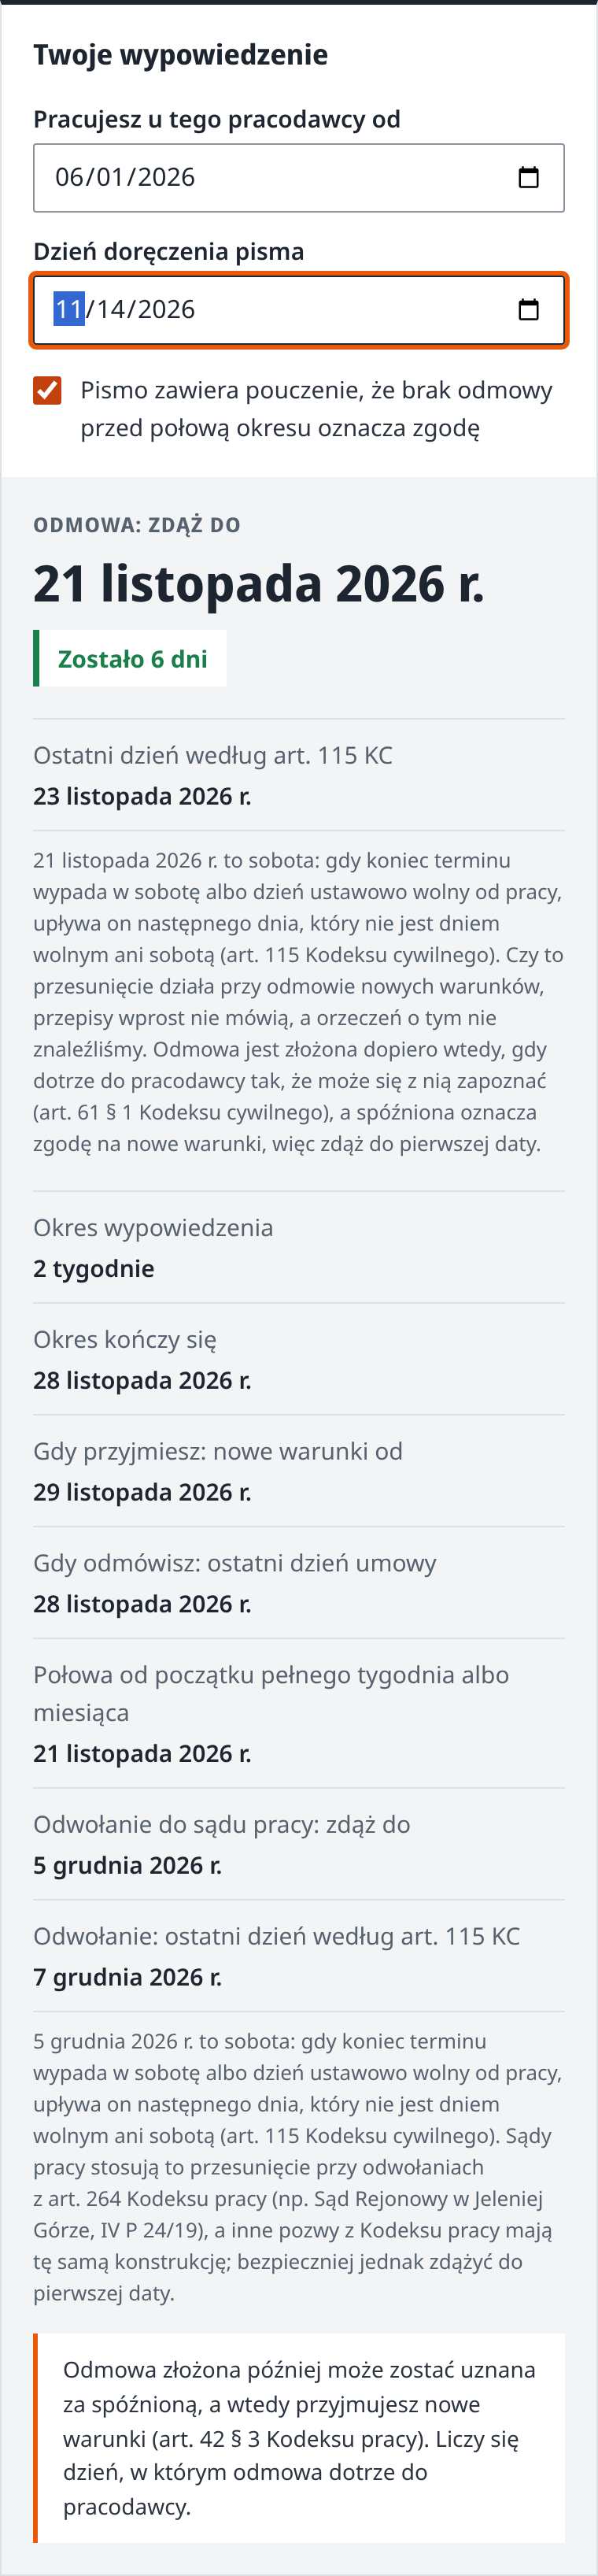 Twoje wypowiedzenie
Pracujesz u tego pracodawcy od
06/01/2026
Dzień doręczenia pisma
11/14/2026
Pismo zawiera pouczenie, że brak odmowy
przed połową okresu oznacza zgodę
ODMOWA: ZDĄŻ DO
21 listopada 2026 r.
Zostało 6 dni
Ostatni dzień według art. 115 KC
23 listopada 2026 r.
21 listopada 2026 r. to sobota: gdy koniec terminu
wypada w sobotę albo dzień ustawowo wolny od pracy,
upływa on następnego dnia, który nie jest dniem
wolnym ani sobotą (art. 115 Kodeksu cywilnego). Czy to
przesunięcie działa przy odmowie nowych warunków,
przepisy wprost nie mówią, a orzeczeń o tym nie
znaleźliśmy. Odmowa jest złożona dopiero wtedy, gdy
dotrze do pracodawcy tak, że może się z nią zapoznać
(art. 61 § 1 Kodeksu cywilnego), a spóźniona oznacza
zgodę na nowe warunki, więc zdąż do pierwszej daty.
Okres wypowiedzenia
2 tygodnie
Okres kończy się
28 listopada 2026 r.
Gdy przyjmiesz: nowe warunki od
29 listopada 2026 r.
Gdy odmówisz: ostatni dzień umowy
28 listopada 2026 r.
Połowa od początku pełnego tygodnia albo
miesiąca
21 listopada 2026 r.
Odwołanie do sądu pracy: zdąż do
5 grudnia 2026 r.
Odwołanie: ostatni dzień według art. 115 KC
7 grudnia 2026 r.
5 grudnia 2026 r. to sobota: gdy koniec terminu
wypada w sobotę albo dzień ustawowo wolny od pracy,
upływa on następnego dnia, który nie jest dniem
wolnym ani sobotą (art. 115 Kodeksu cywilnego). Sądy
pracy stosują to przesunięcie przy odwołaniach
z art. 264 Kodeksu pracy (np. Sąd Rejonowy w Jeleniej
Górze, IV P 24/19), a inne pozwy z Kodeksu pracy mają
tę samą konstrukcję; bezpieczniej jednak zdążyć do
pierwszej daty.
Odmowa złożona później może zostać uznana
za spóźnioną, a wtedy przyjmujesz nowe
warunki (art. 42 § 3 Kodeksu pracy). Liczy się
dzień, w którym odmowa dotrze do
pracodawcy.